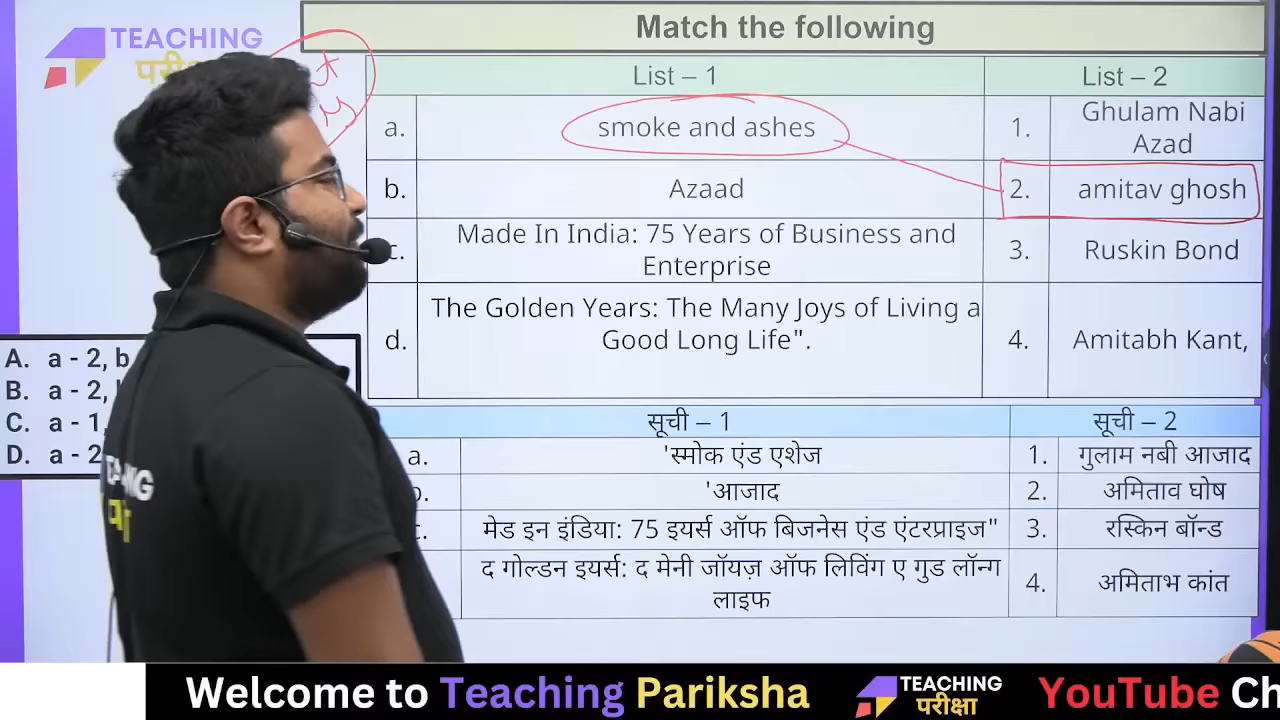 TEACHING
परीक्षा
Match the following
List – 1
List – 2
a.
smoke and ashes
1.
Ghulam Nabi
Azad
b.
Azaad
2.
amitav ghosh
c.
Made In India: 75 Years of Business and
Enterprise
3.
Ruskin Bond
d.
The Golden Years: The Many Joys of Living a
Good Long Life".
4.
Amitabh Kant,
A. a - 2, b
B. a - 2,
C. a - 1,
D. a - 2
सूची – 1
सूची – 2
a.
'स्मोक एंड एशेज
1.
गुलाम नबी आजाद
'आजाद
2.
अमिताव घोष
मेड इन इंडिया: 75 इयर्स ऑफ बिजनेस एंड एंटरप्राइज"
3.
रस्किन बॉन्ड
द गोल्डन इयर्स: द मेनी जॉयज़ ऑफ लिविंग ए गुड लॉन्ग
लाइफ
4.
अमिताभ कांत
Welcome to Teaching Pariksha
TEACHING
परीक्षा
YouTube Ch